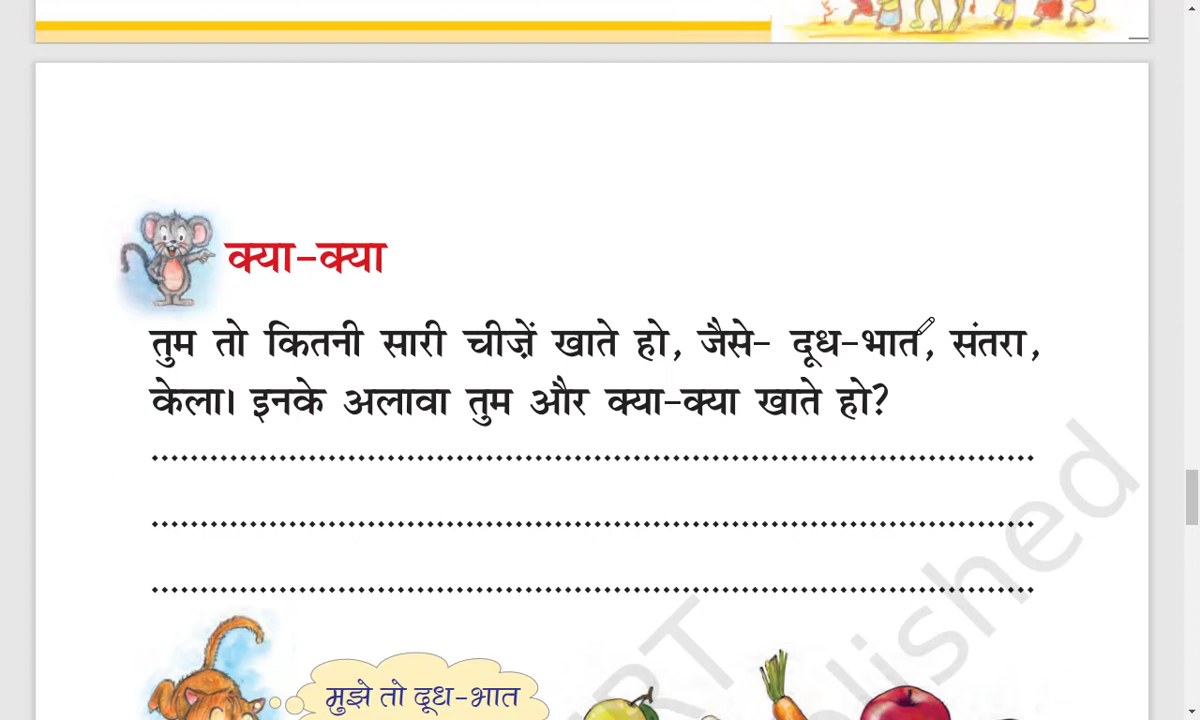 क्या-क्या
तुम तो कितनी सारी चीज़ें खाते हो, जैसे- दूध-भात, संतरा,
केला। इनके अलावा तुम और क्या-क्या खाते हो?
मुझे तो दूध-भात